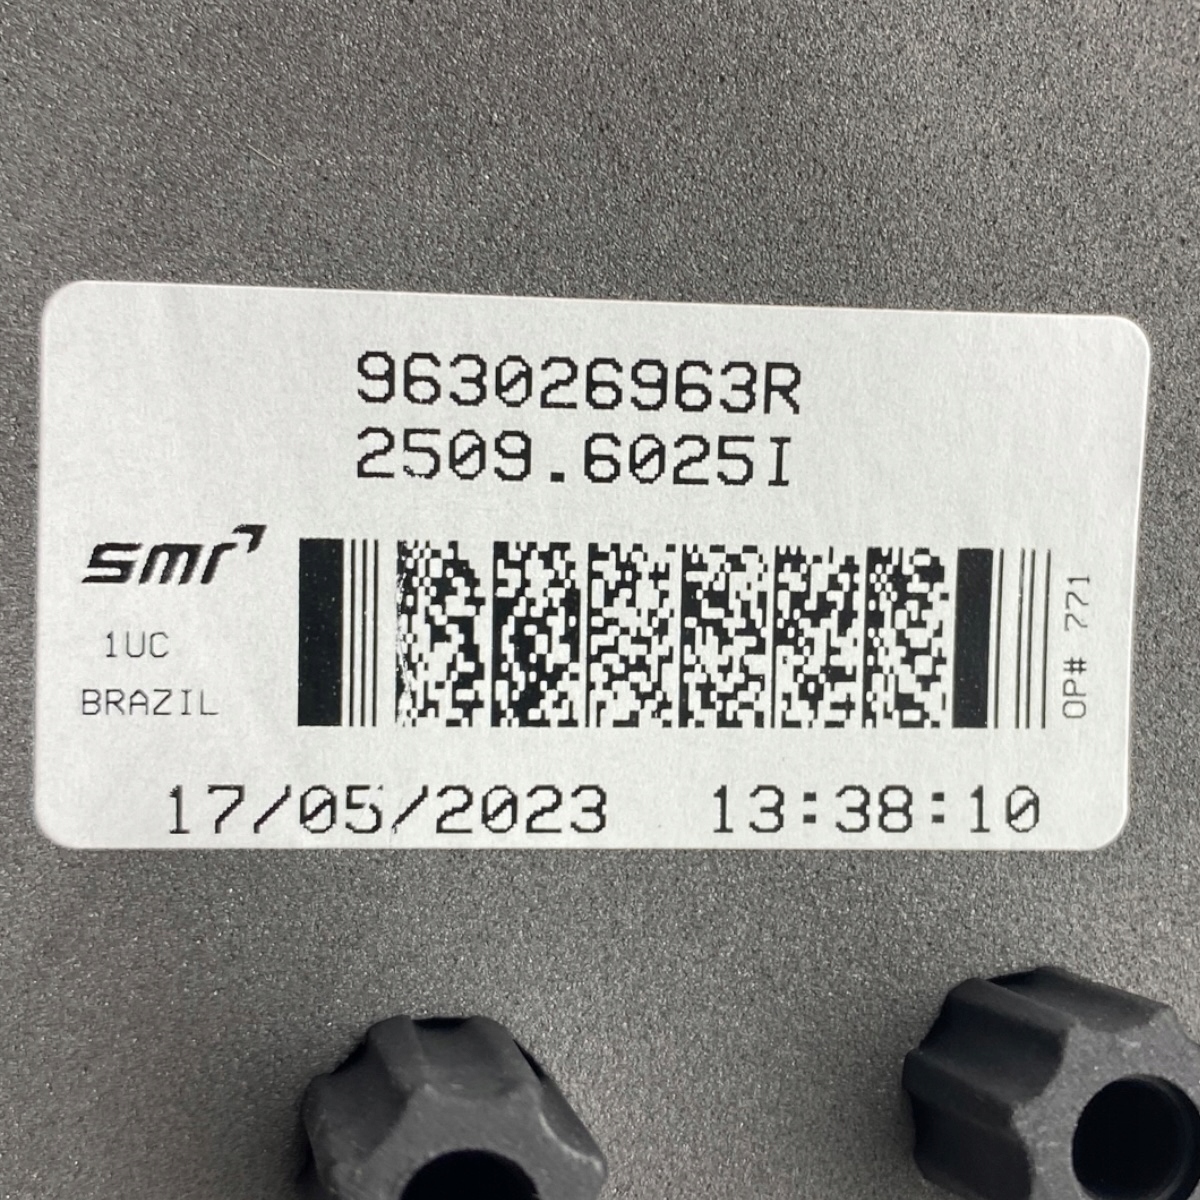 963026963R
2509.6025I
smr
1UC
BRAZIL
OP# 771
17/05/2023 13:38:10